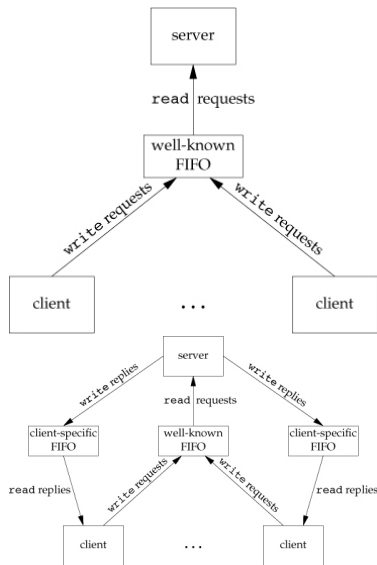 server
read requests
well-known
FIFO
write requests
write requests
client
...
client
server
write replies
write replies
read requests
client-specific
FIFO
well-known
FIFO
client-specific
FIFO
read replies
write requests
write requests
read replies
client
...
client